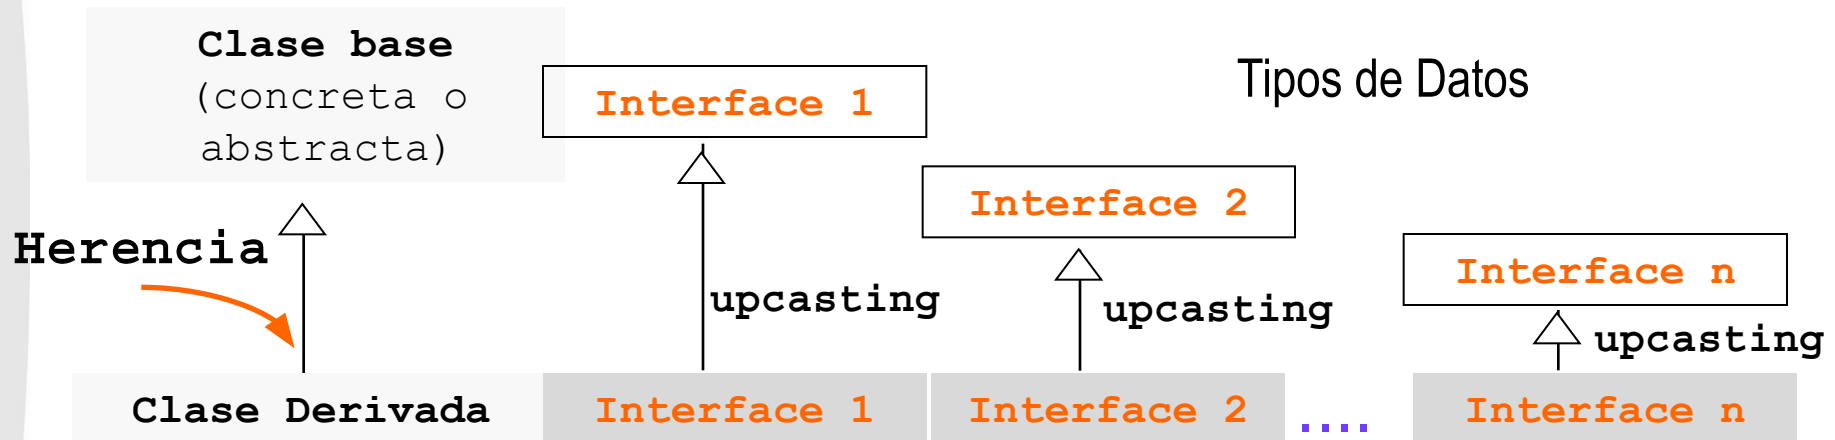 Clase base
(concreta o
abstracta)
Interface 1
Tipos de Datos
Interface 2
Herencia
Interface n
upcasting
upcasting
upcasting
Clase Derivada Interface 1 Interface 2 .... Interface n